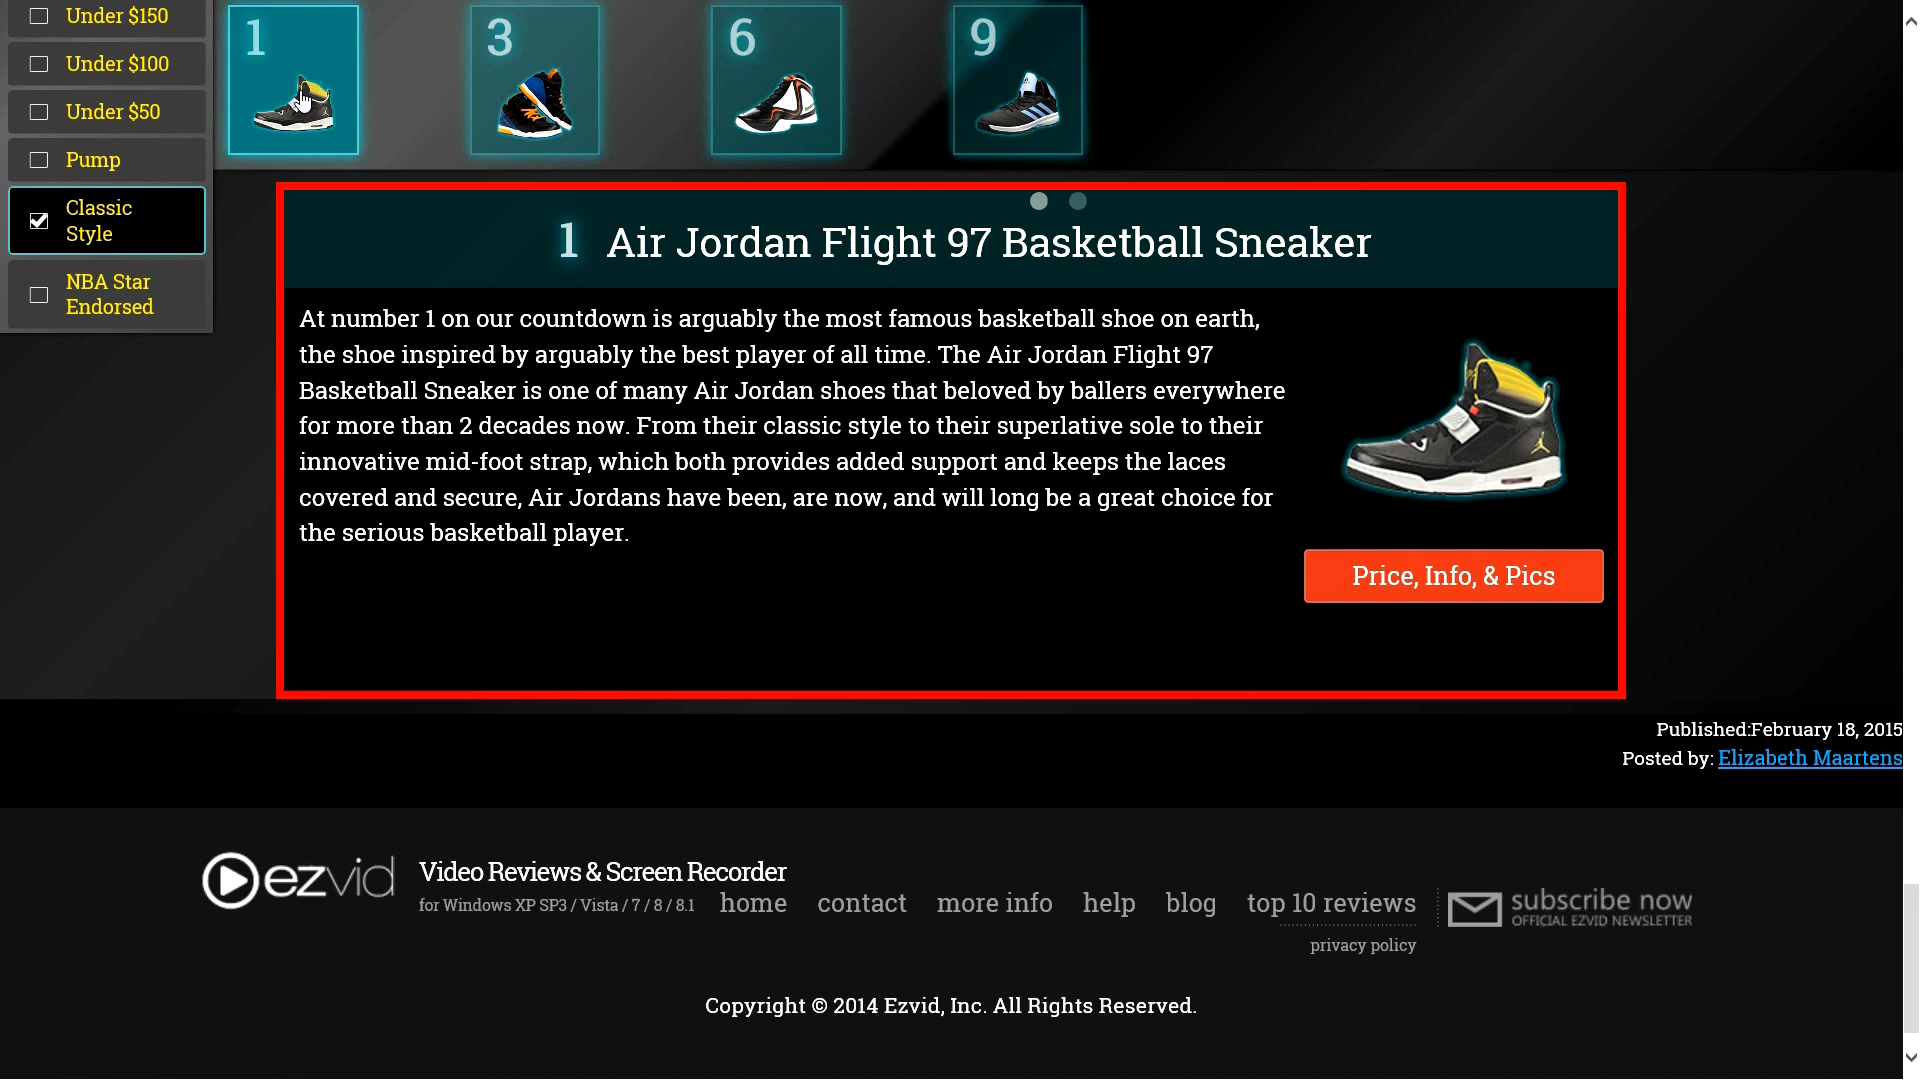 Under $150
Under $100
Under $50
Pump
Classic
Style
NBA Star
Endorsed
1
3
6
9
1 Air Jordan Flight 97 Basketball Sneaker
At number 1 on our countdown is arguably the most famous basketball shoe on earth,
the shoe inspired by arguably the best player of all time. The Air Jordan Flight 97
Basketball Sneaker is one of many Air Jordan shoes that beloved by ballers everywhere
for more than 2 decades now. From their classic style to their superlative sole to their
innovative mid-foot strap, which both provides added support and keeps the laces
covered and secure, Air Jordans have been, are now, and will long be a great choice for
the serious basketball player.
Price, Info, & Pics
Published:February 18, 2015
Posted by: Elizabeth Maartens
ezvid
Video Reviews & Screen Recorder
for Windows XP SP3 / Vista / 7 / 8 / 8.1
home contact more info help blog top 10 reviews
privacy policy
subscribe now
OFFICIAL EZVID NEWSLETTER
Copyright © 2014 Ezvid, Inc. All Rights Reserved.